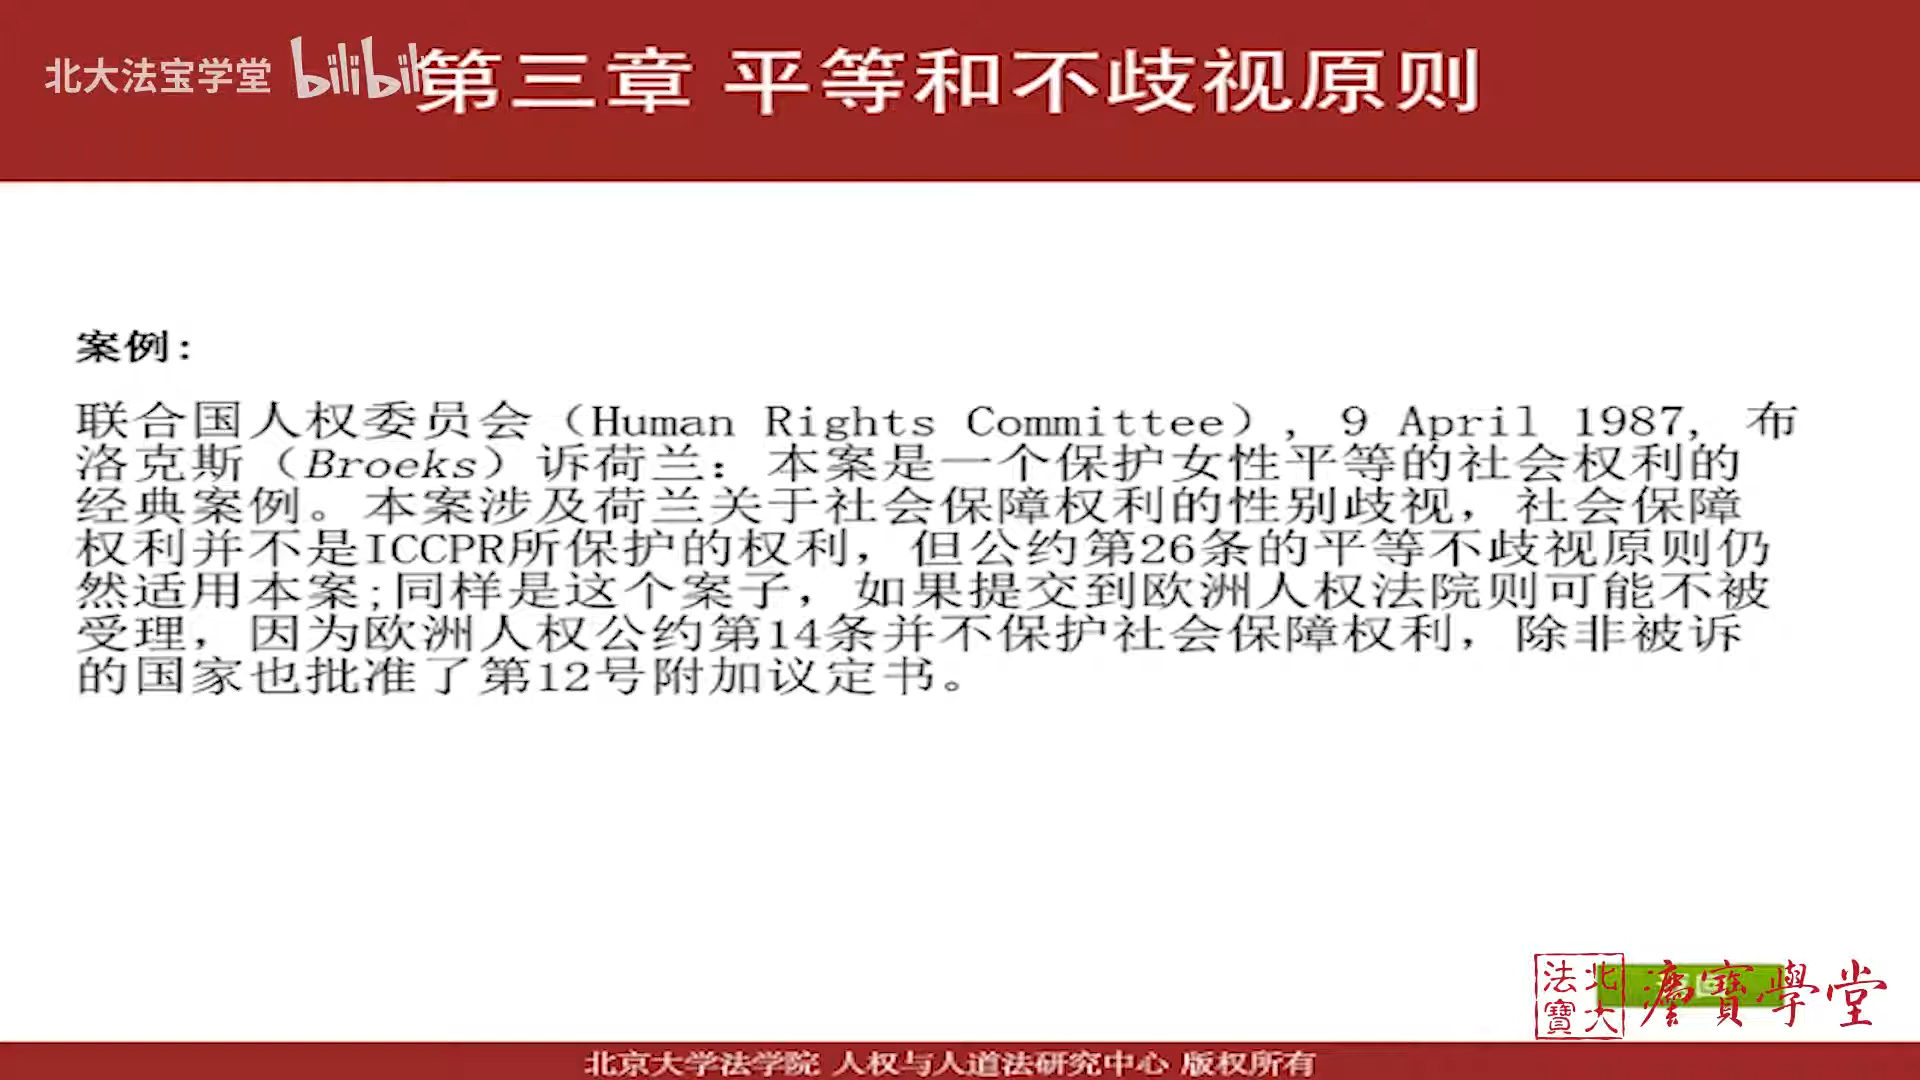 北大法宝学堂 bilibili
第三章 平等和不歧视原则
案例:
联合国人权委员会（Human Rights Committee）, 9 April 1987, 布
洛克斯（Broeks）诉荷兰: 本案是一个保护女性平等的社会权利的
经典案例。本案涉及荷兰关于社会保障权利的性别歧视, 社会保障
权利并不是ICCPR所保护的权利, 但公约第26条的平等不歧视原则仍
然适用本案;同样是这个案子, 如果提交到欧洲人权法院则可能不被
受理, 因为欧洲人权公约第14条并不保护社会保障权利, 除非被诉
的国家也批准了第12号附加议定书。
北大法寶
灋寶學堂
北京大学法学院 人权与人道法研究中心 版权所有